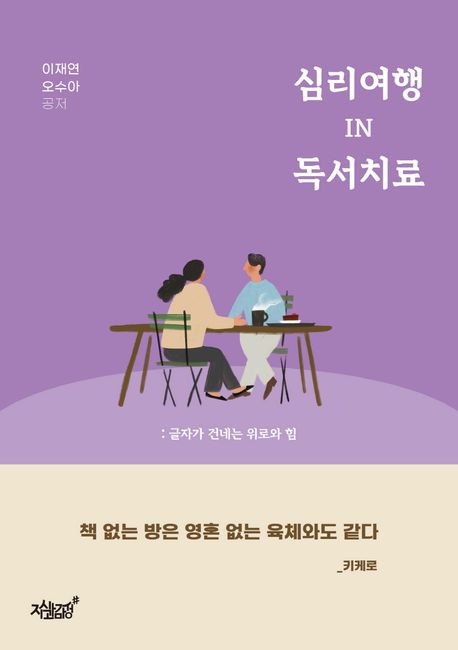 이재연
오수아
공저
심리여행
IN
독서치료
: 글자가 건네는 위로와 힘
책 없는 방은 영혼 없는 육체와도 같다
_키케로
지식과감성#